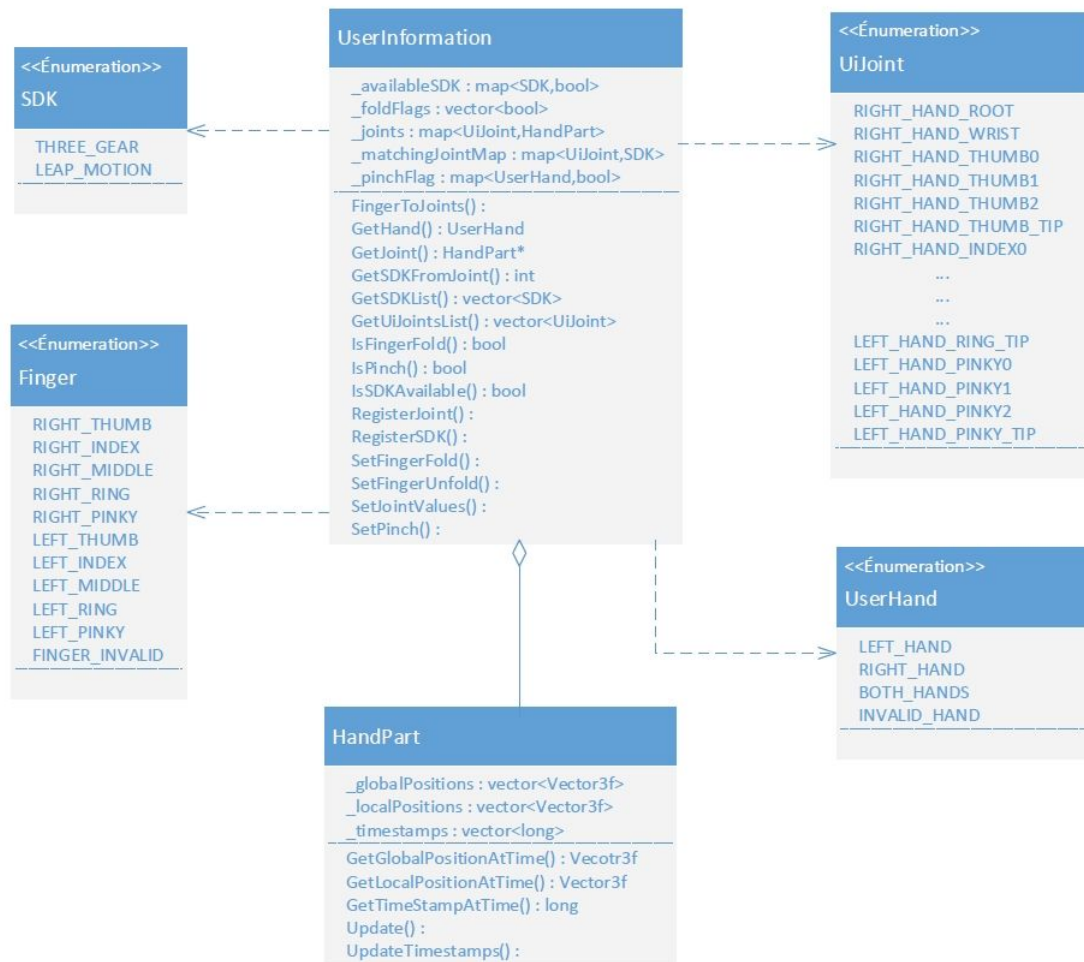 <<Énumeration>>
SDK
THREE_GEAR
LEAP_MOTION
<<Énumeration>>
Finger
RIGHT_THUMB
RIGHT_INDEX
RIGHT_MIDDLE
RIGHT_RING
RIGHT_PINKY
LEFT_THUMB
LEFT_INDEX
LEFT_MIDDLE
LEFT_RING
LEFT_PINKY
FINGER_INVALID
UserInformation
_availableSDK : map<SDK,bool>
_foldFlags : vector<bool>
_joints : map<UiJoint,HandPart>
_matchingJointMap : map<UiJoint,SDK>
_pinchFlag : map<UserHand,bool>
FingerToJoints() :
GetHand() : UserHand
GetJoint() : HandPart*
GetSDKFromJoint() : int
GetSDKList() : vector<SDK>
GetUiJointsList() : vector<UiJoint>
IsFingerFold() : bool
IsPinch() : bool
IsSDKAvailable() : bool
RegisterJoint() :
RegisterSDK() :
SetFingerFold() :
SetFingerUnfold() :
SetJointValues() :
SetPinch() :
HandPart
_globalPositions : vector<Vector3f>
_localPositions : vector<Vector3f>
_timestamps : vector<long>
GetGlobalPositionAtTime() : Vecotr3f
GetLocalPositionAtTime() : Vector3f
GetTimeStampAtTime() : long
Update() :
UpdateTimestamps() :
<<Énumeration>>
UiJoint
RIGHT_HAND_ROOT
RIGHT_HAND_WRIST
RIGHT_HAND_THUMB0
RIGHT_HAND_THUMB1
RIGHT_HAND_THUMB2
RIGHT_HAND_THUMB_TIP
RIGHT_HAND_INDEX0
...
...
...
LEFT_HAND_RING_TIP
LEFT_HAND_PINKY0
LEFT_HAND_PINKY1
LEFT_HAND_PINKY2
LEFT_HAND_PINKY_TIP
<<Énumeration>>
UserHand
LEFT_HAND
RIGHT_HAND
BOTH_HANDS
INVALID_HAND